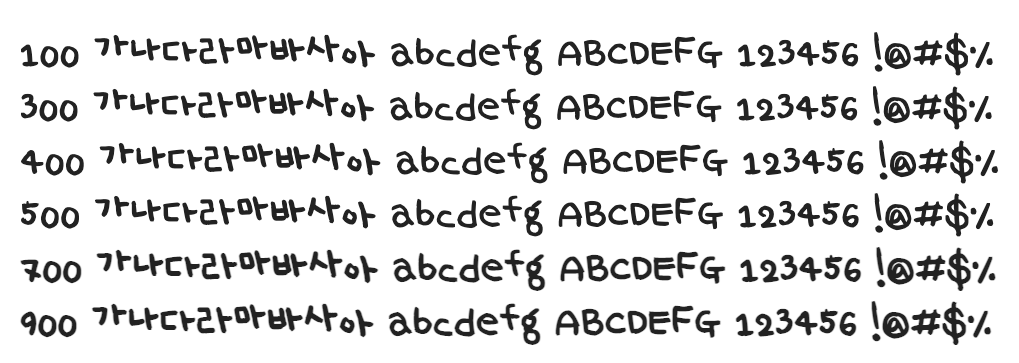 100 가나다라마바사아 abcdefg ABCDEFG 123456 !@#$%
300 가나다라마바사아 abcdefg ABCDEFG 123456 !@#$%
400 가나다라마바사아 abcdefg ABCDEFG 123456 !@#$%
500 가나다라마바사아 abcdefg ABCDEFG 123456 !@#$%
700 가나다라마바사아 abcdefg ABCDEFG 123456 !@#$%
900 가나다라마바사아 abcdefg ABCDEFG 123456 !@#$%